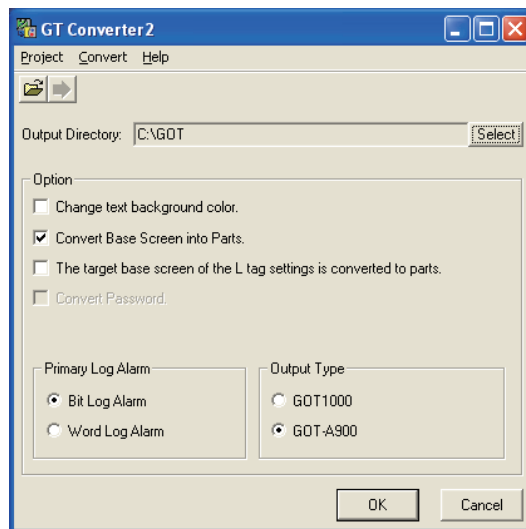 GT Converter2
Project Convert Help
Output Directory: C:\GOT Select
Option
Change text background color.
Convert Base Screen into Parts.
The target base screen of the L tag settings is converted to parts.
Convert Password.
Primary Log Alarm
Bit Log Alarm
Word Log Alarm
Output Type
GOT1000
GOT-A900
OK Cancel